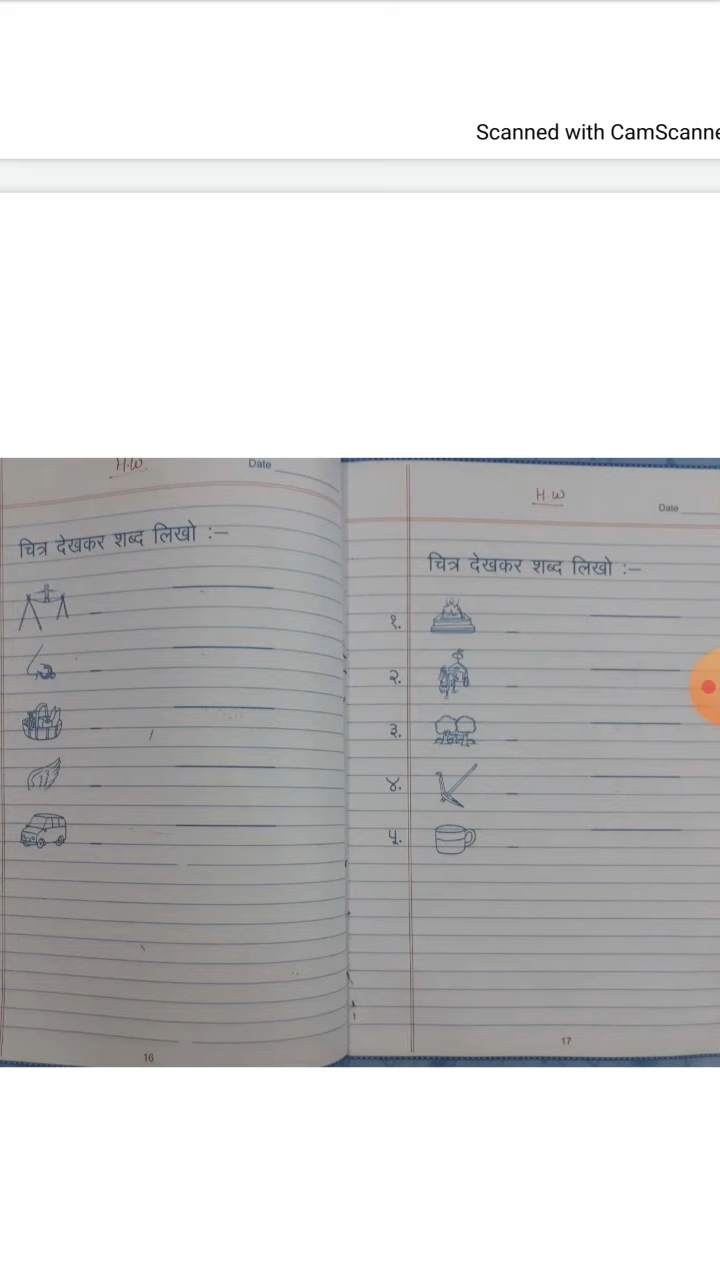 Scanned with CamScanne
H.W
Date
चित्र देखकर शब्द लिखो :-
16
H.W
Date
चित्र देखकर शब्द लिखो :-
१.
२.
३.
४.
५.
17